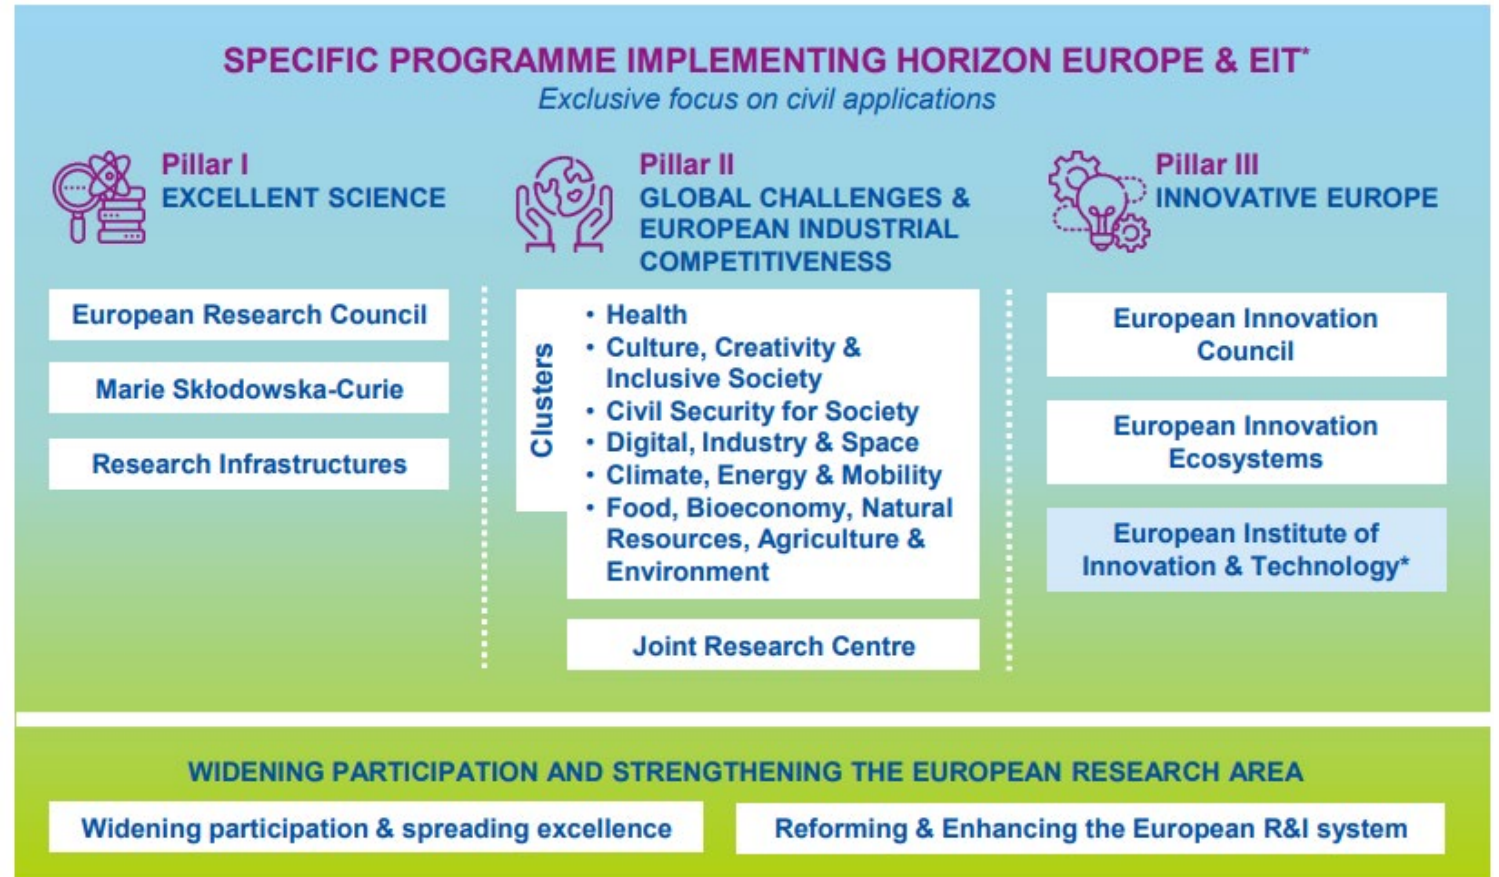 SPECIFIC PROGRAMME IMPLEMENTING HORIZON EUROPE & EIT*
Exclusive focus on civil applications
Pillar I
EXCELLENT SCIENCE
European Research Council
Marie Skłodowska-Curie
Research Infrastructures
Pillar II
GLOBAL CHALLENGES &
EUROPEAN INDUSTRIAL
COMPETITIVENESS
Clusters
• Health
• Culture, Creativity &
Inclusive Society
• Civil Security for Society
• Digital, Industry & Space
• Climate, Energy & Mobility
• Food, Bioeconomy, Natural
Resources, Agriculture &
Environment
Joint Research Centre
Pillar III
INNOVATIVE EUROPE
European Innovation
Council
European Innovation
Ecosystems
European Institute of
Innovation & Technology*
WIDENING PARTICIPATION AND STRENGTHENING THE EUROPEAN RESEARCH AREA
Widening participation & spreading excellence
Reforming & Enhancing the European R&I system